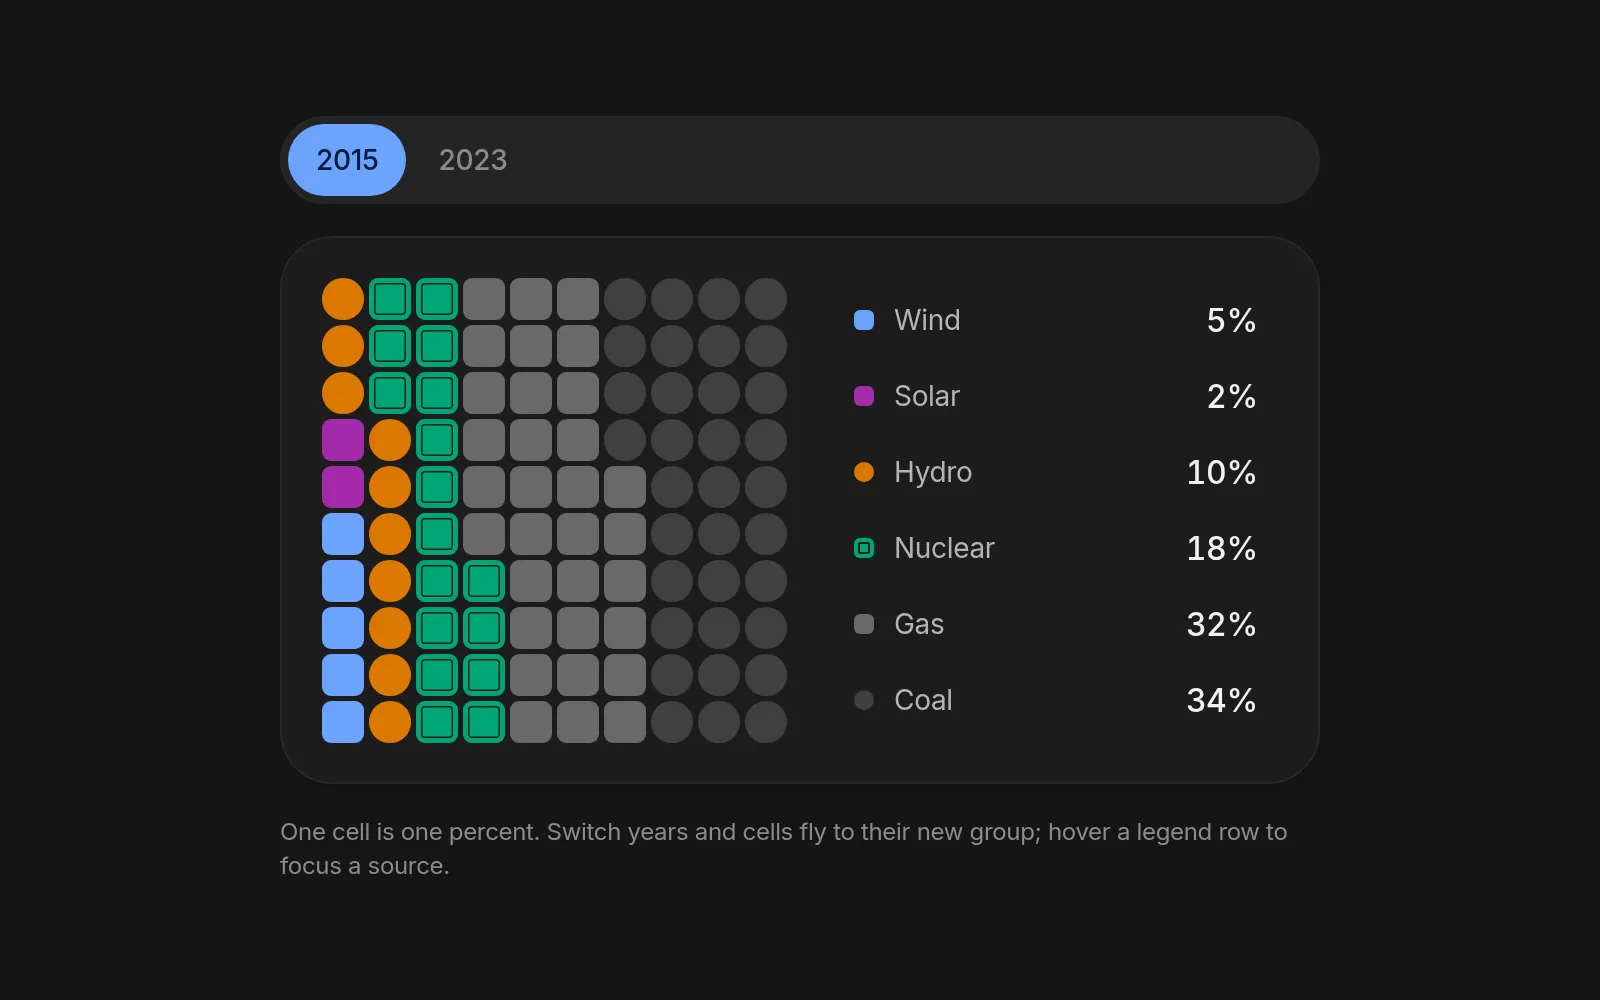 2015 2023
Wind 5%
Solar 2%
Hydro 10%
Nuclear 18%
Gas 32%
Coal 34%
One cell is one percent. Switch years and cells fly to their new group; hover a legend row to
focus a source.